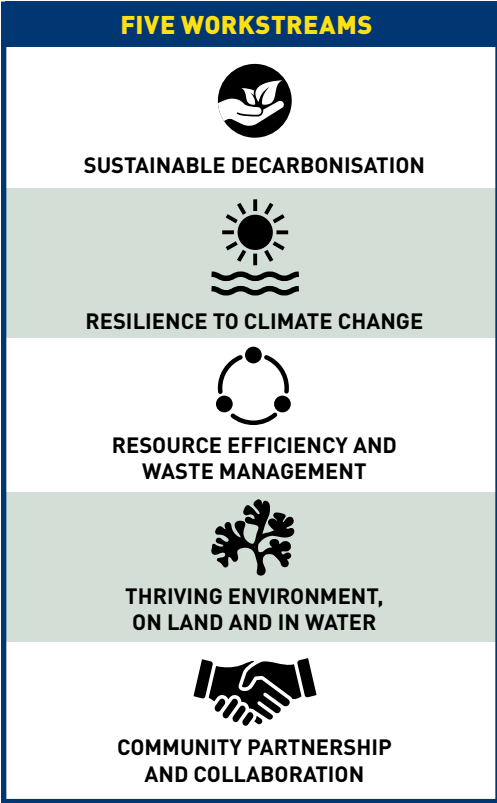 FIVE WORKSTREAMS
SUSTAINABLE DECARBONISATION
RESILIENCE TO CLIMATE CHANGE
RESOURCE EFFICIENCY AND
WASTE MANAGEMENT
THRIVING ENVIRONMENT,
ON LAND AND IN WATER
COMMUNITY PARTNERSHIP
AND COLLABORATION